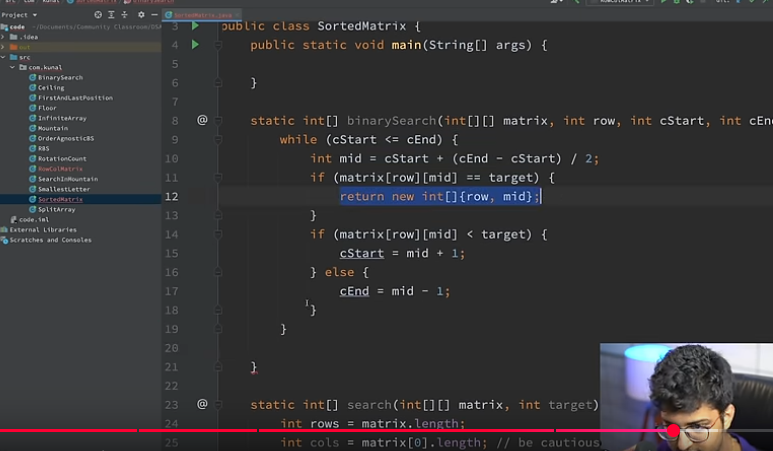 SortedMatrix.java
Project
code ~/Documents/Community Classroom/DSA
.idea
out
src
com.kunal
BinarySearch
Ceiling
FirstAndLastPosition
Floor
InfiniteArray
Mountain
OrderAgnosticBS
RBS
RotationCount
RowColMatrix
SearchInMountain
SmallestLetter
SortedMatrix
SplitArray
code.iml
External Libraries
Scratches and Consoles
3 public class SortedMatrix {
4 public static void main(String[] args) {
5
6 }
7
8 @ static int[] binarySearch(int[][] matrix, int row, int cStart, int cEn
9 while (cStart <= cEnd) {
10 int mid = cStart + (cEnd - cStart) / 2;
11 if (matrix[row][mid] == target) {
12 return new int[]{row, mid};
13 }
14 if (matrix[row][mid] < target) {
15 cStart = mid + 1;
16 } else {
17 cEnd = mid - 1;
18 }
19 }
20
21 }
22
23 @ static int[] search(int[][] matrix, int target)
24 int rows = matrix.length;
25 int cols = matrix[0].length; // be cautious,